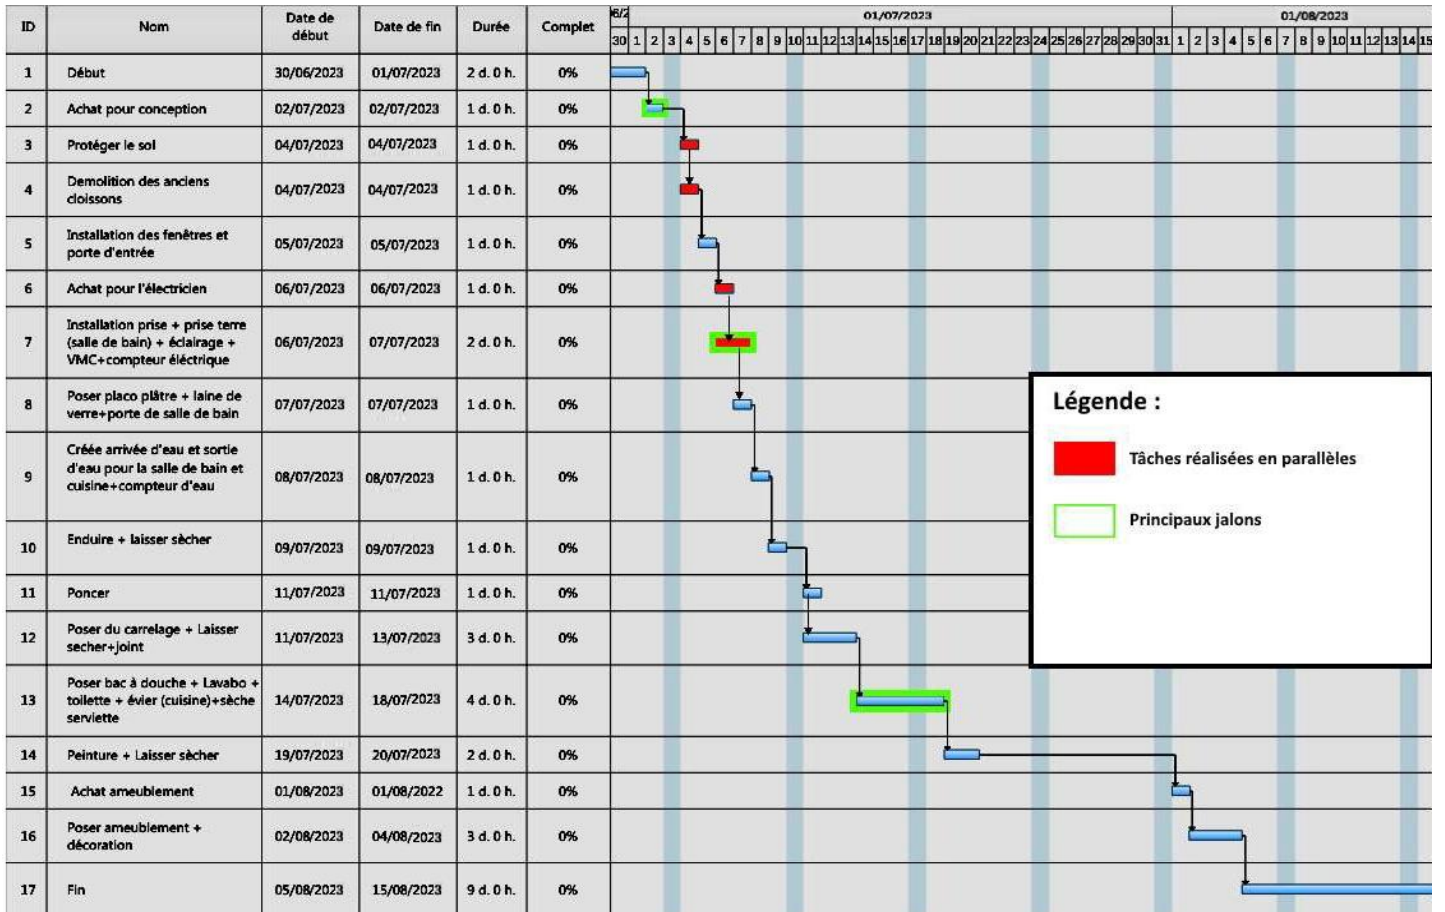 ID Nom Date de début Date de fin Durée Complet 01/07/2023 01/08/2023
30 1 2 3 4 5 6 7 8 9 10 11 12 13 14 15 16 17 18 19 20 21 22 23 24 25 26 27 28 29 30 31 1 2 3 4 5 6 7 8 9 10 11 12 13 14 15
1 Début 30/06/2023 01/07/2023 2 d. 0 h. 0%
2 Achat pour conception 02/07/2023 02/07/2023 1 d. 0 h. 0%
3 Protéger le sol 04/07/2023 04/07/2023 1 d. 0 h. 0%
4 Demolition des anciens cloissons 04/07/2023 04/07/2023 1 d. 0 h. 0%
5 Installation des fenêtres et porte d'entrée 05/07/2023 05/07/2023 1 d. 0 h. 0%
6 Achat pour l'électricien 06/07/2023 06/07/2023 1 d. 0 h. 0%
7 Installation prise + prise terre (salle de bain) + éclairage + VMC+compteur éléctrique 06/07/2023 07/07/2023 2 d. 0 h. 0%
8 Poser placo plâtre + laine de verre+porte de salle de bain 07/07/2023 07/07/2023 1 d. 0 h. 0%
9 Créée arrivée d'eau et sortie d'eau pour la salle de bain et cuisine+compteur d'eau 08/07/2023 08/07/2023 1 d. 0 h. 0%
10 Enduire + laisser sècher 09/07/2023 09/07/2023 1 d. 0 h. 0%
11 Poncer 11/07/2023 11/07/2023 1 d. 0 h. 0%
12 Poser du carrelage + Laisser secher+joint 11/07/2023 13/07/2023 3 d. 0 h. 0%
13 Poser bac à douche + Lavabo + toilette + évier (cuisine)+sèche serviette 14/07/2023 18/07/2023 4 d. 0 h. 0%
14 Peinture + Laisser sècher 19/07/2023 20/07/2023 2 d. 0 h. 0%
15 Achat ameublement 01/08/2023 01/08/2022 1 d. 0 h. 0%
16 Poser ameublement + décoration 02/08/2023 04/08/2023 3 d. 0 h. 0%
17 Fin 05/08/2023 15/08/2023 9 d. 0 h. 0%
Légende :
Tâches réalisées en parallèles
Principaux jalons